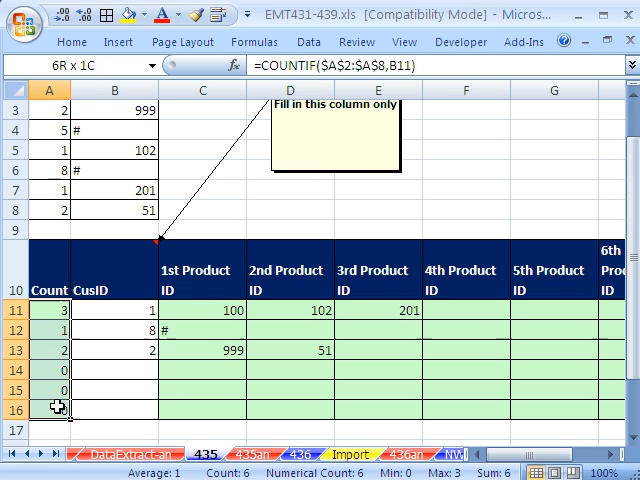 EMT431-439.xls [Compatibility Mode] - Micros...
Home Insert Page Layout Formulas Data Review Developer Add-Ins
6R x 1C fx =COUNTIF($A$2:$A$8,B11)
A B C D E F G
3 2 999 Fill in this column only
4 5 #
5 1 102
6 8 #
7 1 201
8 2 51
9
6th
1st Product 2nd Product 3rd Product 4th Product 5th Product Prod
10 Count CusID ID ID ID ID ID ID
11 3 1 100 102 201
12 1 8 #
13 2 2 999 51
14 0
15 0
16
17
DataExtract-an 435 435an 436 Import 436an NW
Average: 1 Count: 6 Numerical Count: 6 Min: 0 Max: 3 Sum: 6 100%